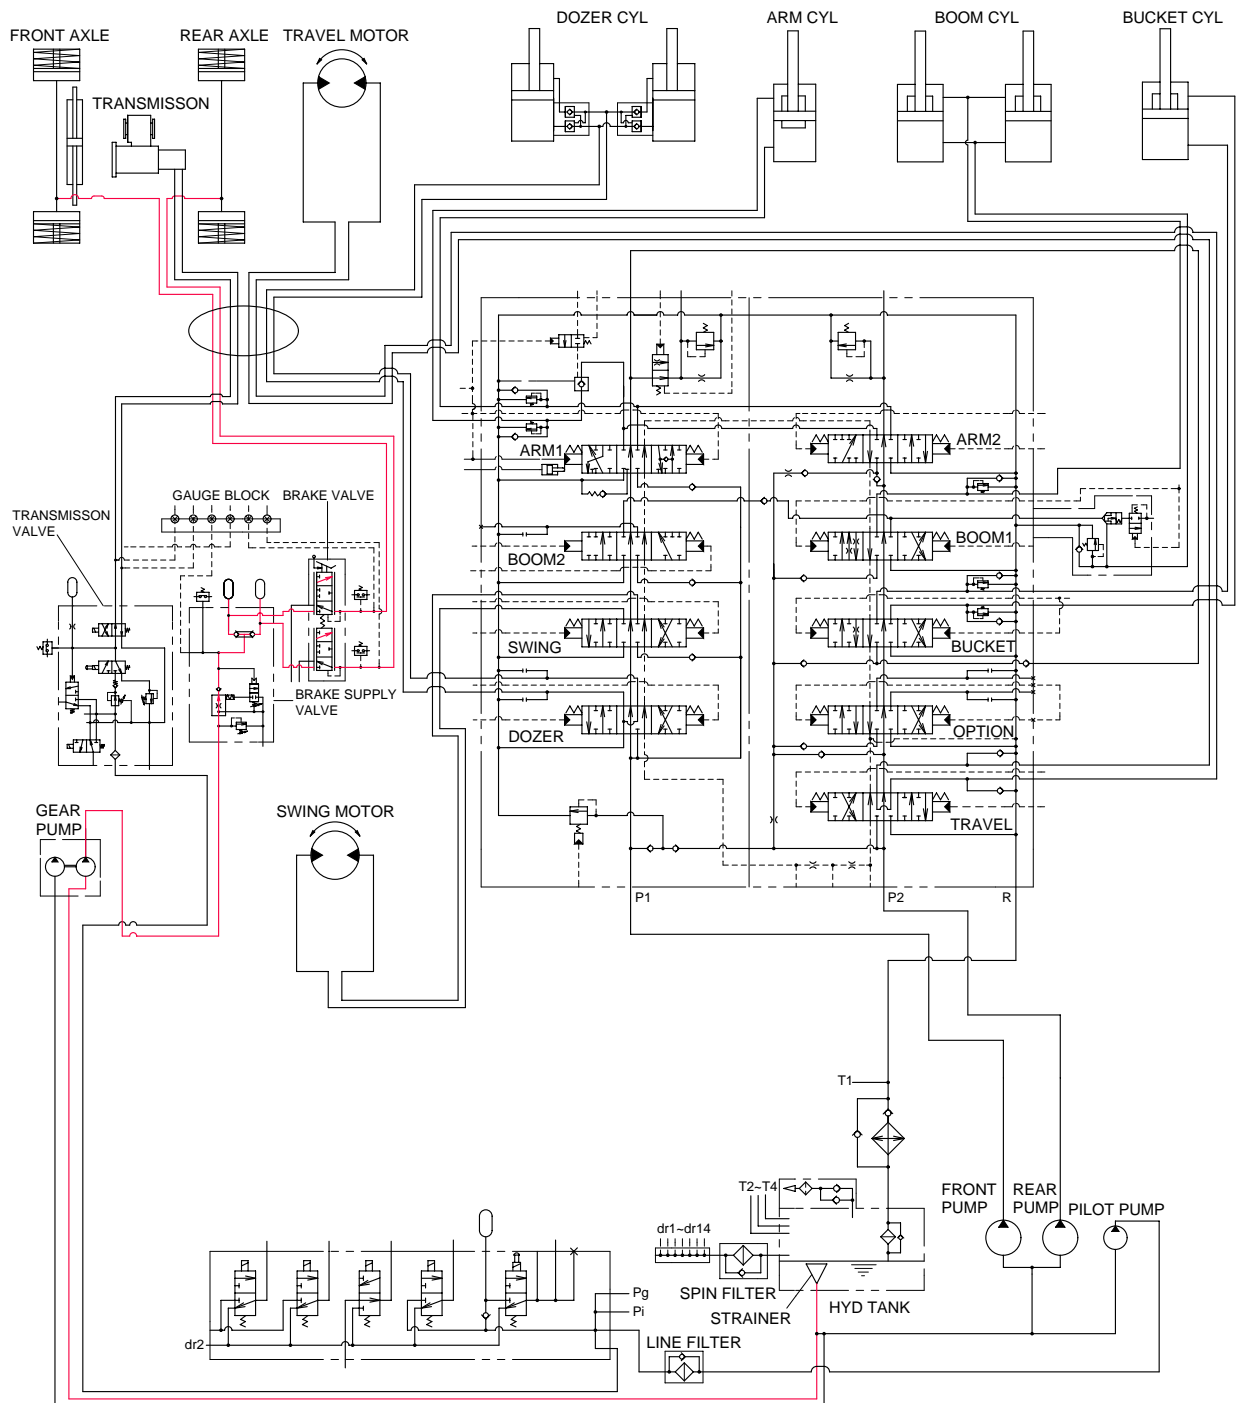 DOZER CYL
ARM CYL
BOOM CYL
BUCKET CYL
FRONT AXLE
REAR AXLE
TRAVEL MOTOR
TRANSMISSON
ARM1
ARM2
GAUGE BLOCK
BRAKE VALVE
TRANSMISSON
VALVE
BOOM2
BOOM1
SWING
BUCKET
BRAKE SUPPLY
VALVE
DOZER
OPTION
GEAR
PUMP
SWING MOTOR
TRAVEL
P1
P2
R
T1
T2~T4
FRONT
PUMP
REAR
PUMP
PILOT PUMP
dr1~dr14
SPIN FILTER
STRAINER
HYD TANK
Pg
Pi
dr2
LINE FILTER